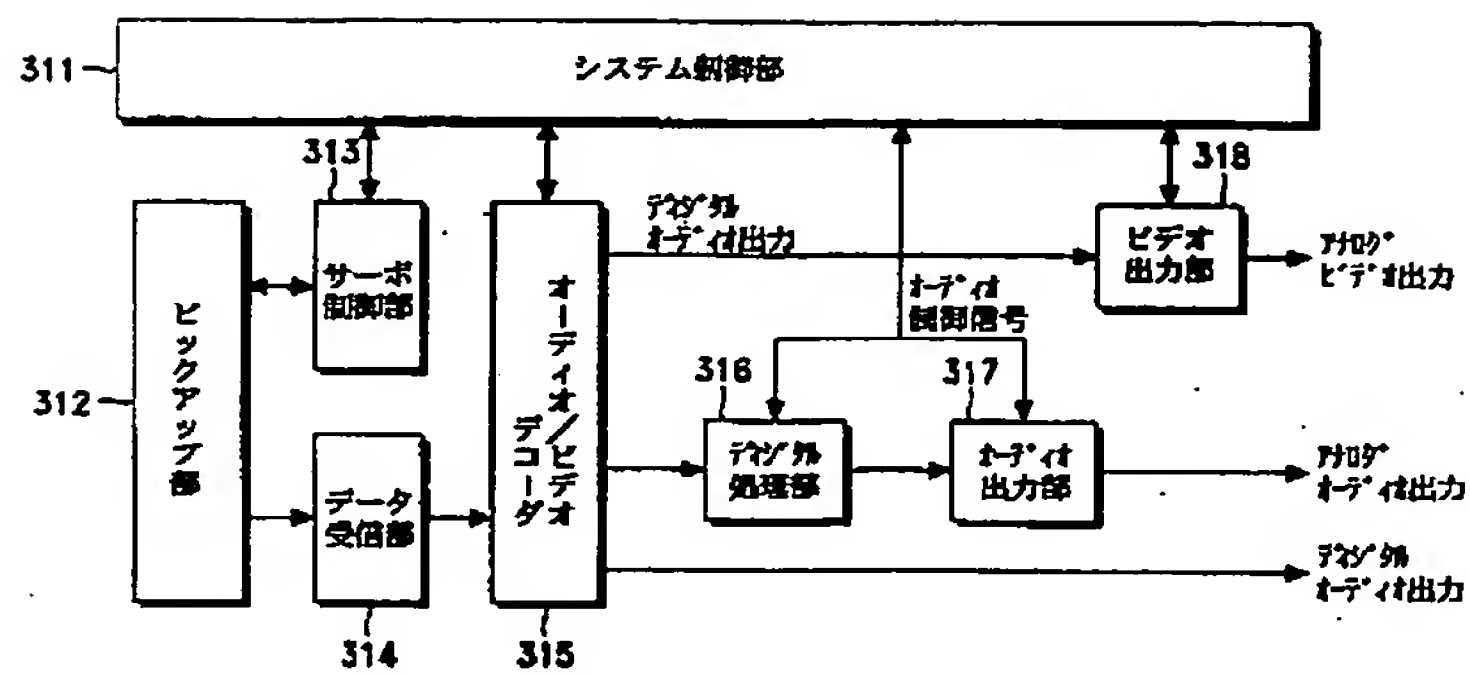 311
システム制御部
313
318
ディジタル
オーディオ出力
ビデオ
出力部
アナログ
ビデオ出力
サーボ
制御部
オーディオ
制御信号
312
ピックアップ部
オーディオ/ビデオ
デコーダ
316
317
ディジタル
処理部
オーディオ
出力部
アナログ
オーディオ出力
データ
受信部
ディジタル
オーディオ出力
314
315